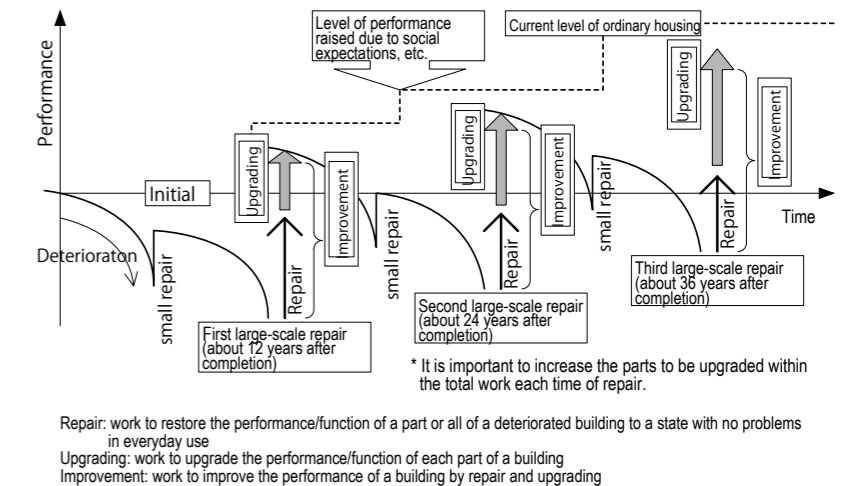 Performance
Level of performance
raised due to social
expectations, etc.
Current level of ordinary housing
Upgrading
Improvement
Upgrading
Improvement
Upgrading
Improvement
Initial
Time
Deterioraton
small repair
Repair
small repair
Repair
small repair
Repair
First large-scale repair
(about 12 years after
completion)
Second large-scale repair
(about 24 years after
completion)
Third large-scale repair
(about 36 years after
completion)
* It is important to increase the parts to be upgraded within
the total work each time of repair.
Repair: work to restore the performance/function of a part or all of a deteriorated building to a state with no problems
in everyday use
Upgrading: work to upgrade the performance/function of each part of a building
Improvement: work to improve the performance of a building by repair and upgrading